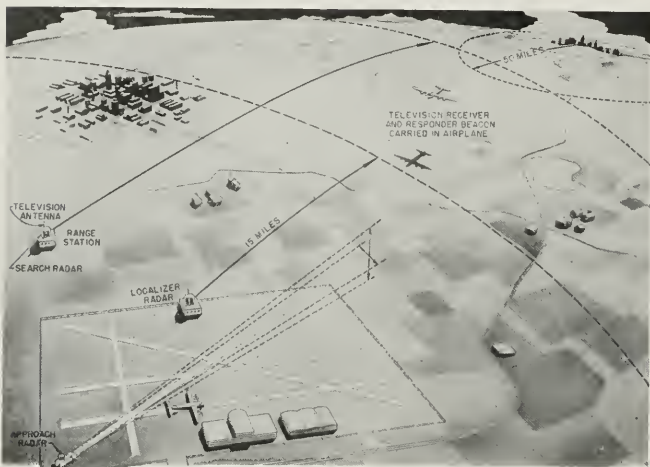 50 MILES
TELEVISION RECEIVER
AND RESPONDER BEACON
CARRIED IN AIRPLANE
TELEVISION
ANTENNA
RANGE
STATION
SEARCH RADAR
15 MILES
LOCALIZER
RADAR
APPROACH
RADAR